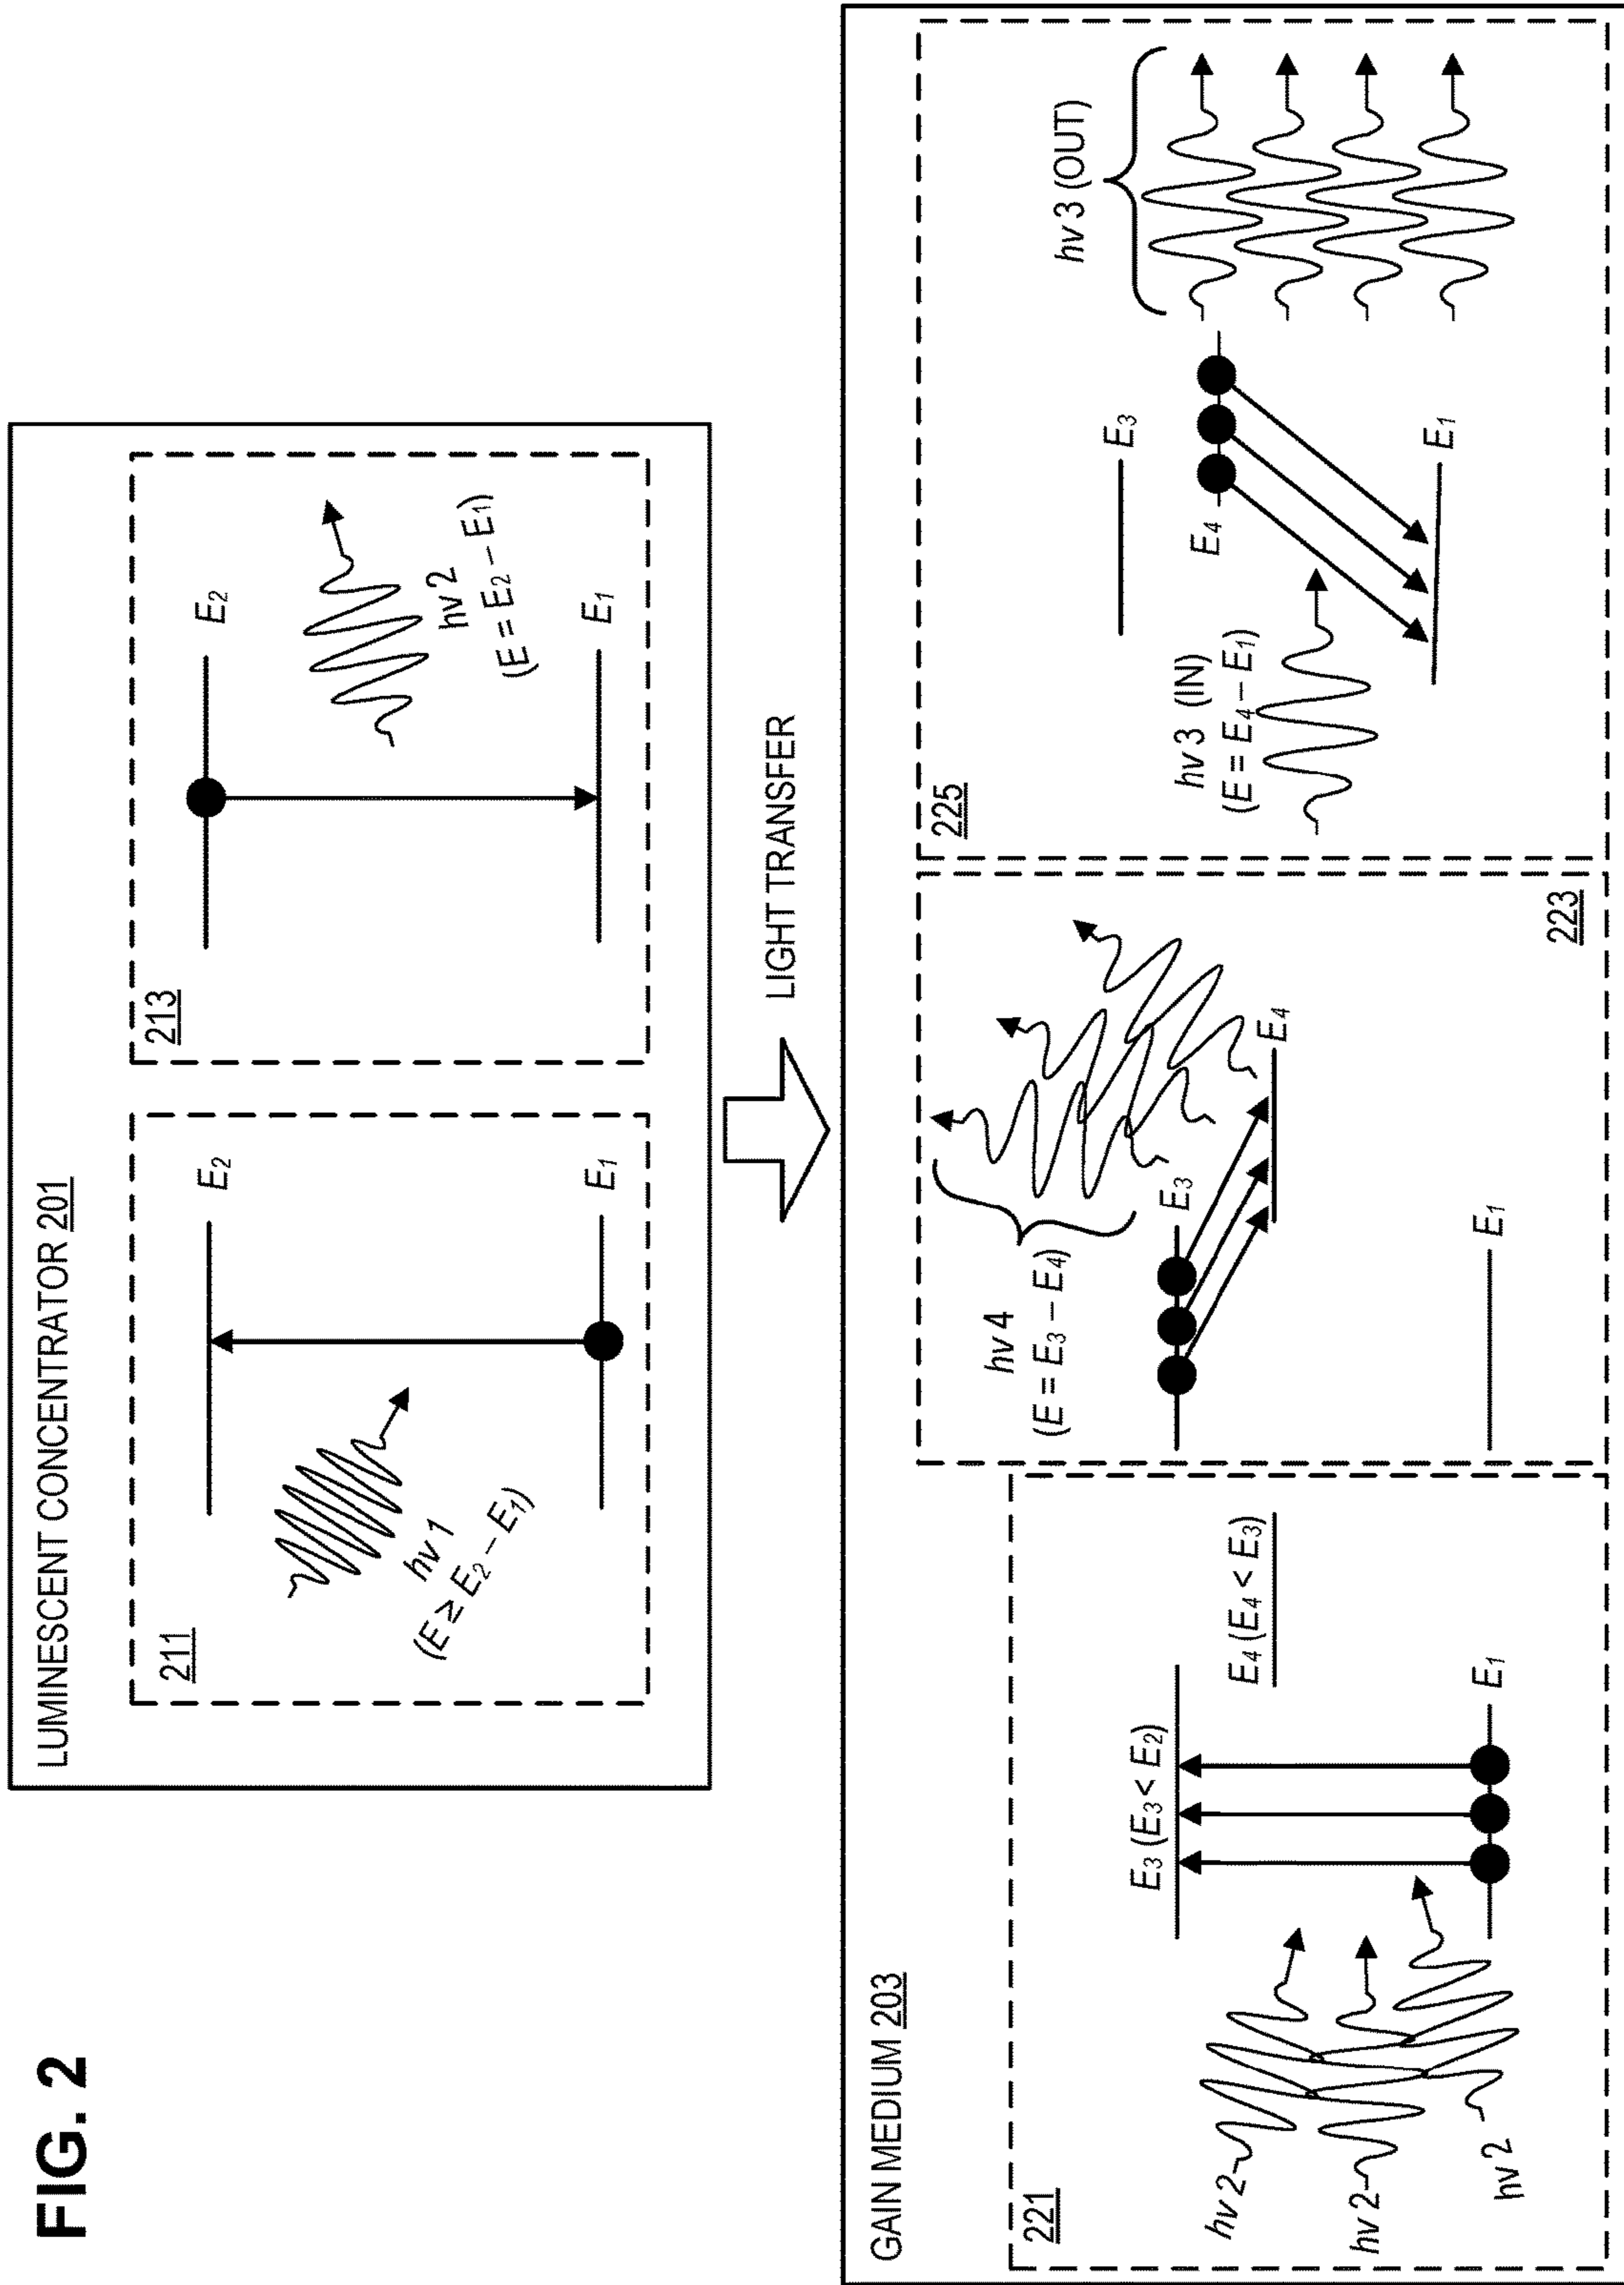 FIG. 2
LUMINESCENT CONCENTRATOR 201
211
hv 1
(E ≥ E₂ – E₁)
E₂
E₁
213
E₂
hv 2
(E = E₂ – E₁)
E₁
LIGHT TRANSFER
GAIN MEDIUM 203
221
hv 2
hv 2
hv 2
E₃ (E₃ < E₂)
E₄ (E₄ < E₃)
E₁
hv 4
(E = E₃ – E₄)
E₃
E₄
E₁
223
225
hv 3 (IN)
(E = E₄ – E₁)
E₃
E₄
E₁
hv 3 (OUT)